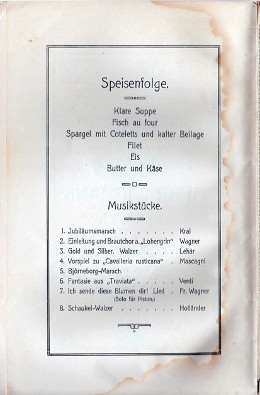 Speisenfolge.
Klare Suppe
Fisch au four
Spargel mit Coteletts und kalter Beilage
Filet
Eis
Butter und Käse
Musikstücke.
1. Jubiläumsmarsch . . . . . . . Kral
2. Einleitung und Brautchor a. „Lohengrin“ Wagner
3. Gold und Silber. Walzer . . . . Lehár
4. Vorspiel zu „Cavalleria rusticana“ . Mascagni
5. Björneborg-Marsch.
6. Fantasie aus „Traviata“ . . . . . Verdi
7. Ich sende diese Blumen dir! Lied . Fr. Wagner
(Solo für Piston.)
8. Schaukel-Walzer . . . . . . . Holländer